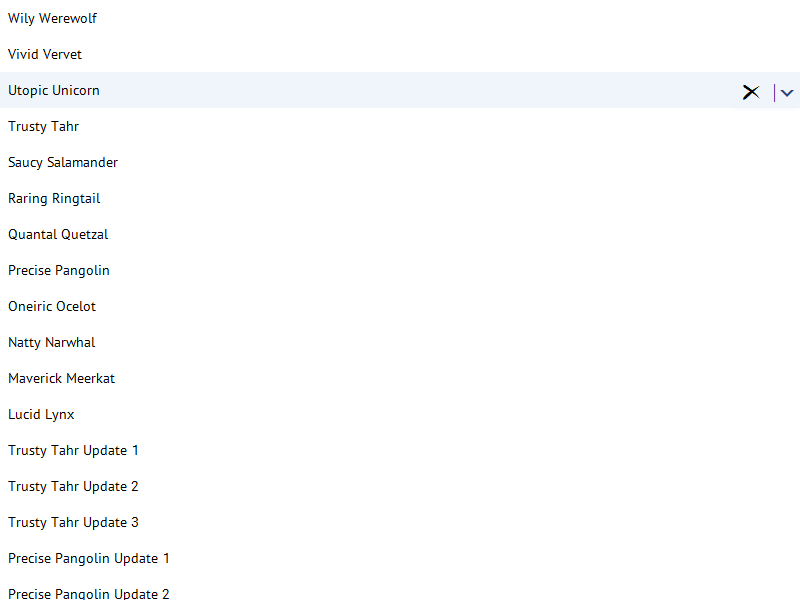 Wily Werewolf
Vivid Vervet
Utopic Unicorn
Trusty Tahr
Saucy Salamander
Raring Ringtail
Quantal Quetzal
Precise Pangolin
Oneiric Ocelot
Natty Narwhal
Maverick Meerkat
Lucid Lynx
Trusty Tahr Update 1
Trusty Tahr Update 2
Trusty Tahr Update 3
Precise Pangolin Update 1
Precise Pangolin Update 2